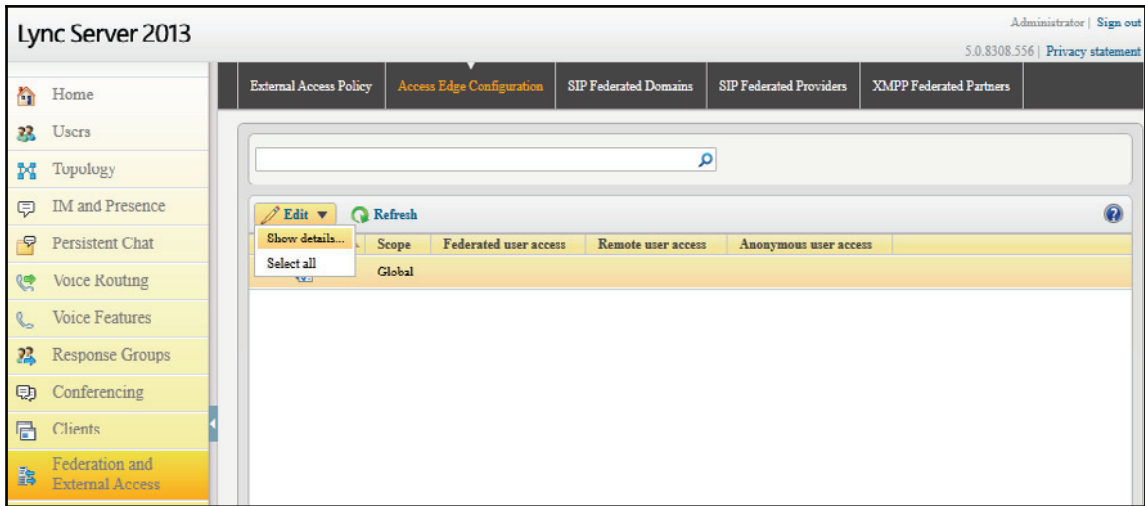 Lync Server 2013
Administrator | Sign out
5.0.8308.556 | Privacy statement
Home
Users
Topology
IM and Presence
Persistent Chat
Voice Routing
Voice Features
Response Groups
Conferencing
Clients
Federation and
External Access
External Access Policy
Access Edge Configuration
SIP Federated Domains
SIP Federated Providers
XMPP Federated Partners
Edit
Refresh
Show details...
Select all
Scope
Federated user access
Remote user access
Anonymous user access
Global